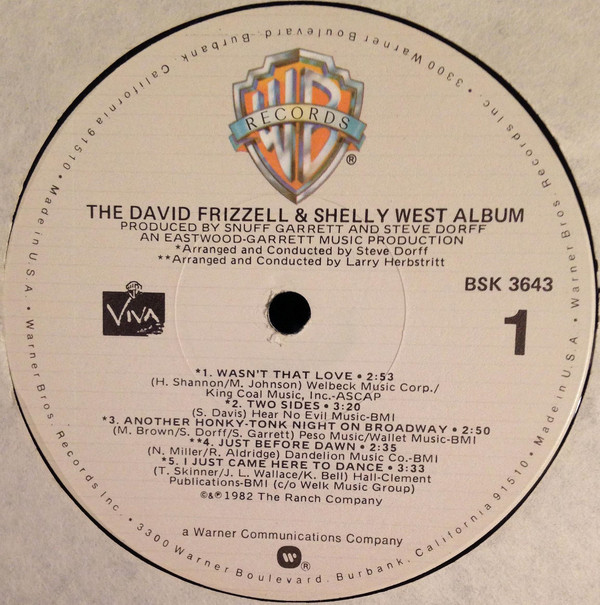 WB
RECORDS
®
THE DAVID FRIZZELL & SHELLY WEST ALBUM
PRODUCED BY SNUFF GARRETT AND STEVE DORFF
AN EASTWOOD-GARRETT MUSIC PRODUCTION
*Arranged and Conducted by Steve Dorff
**Arranged and Conducted by Larry Herbstritt
BSK 3643
VIVA
1
*1. WASN'T THAT LOVE • 2:53
(H. Shannon/M. Johnson) Welbeck Music Corp./
King Coal Music, Inc.-ASCAP
*2. TWO SIDES • 3:20
(S. Davis) Hear No Evil Music-BMI
*3. ANOTHER HONKY-TONK NIGHT ON BROADWAY • 2:50
(M. Brown/S. Dorff/S. Garrett) Peso Music/Wallet Music-BMI
**4. JUST BEFORE DAWN • 2:35
(N. Miller/R. Aldridge) Dandelion Music Co.-BMI
*5. I JUST CAME HERE TO DANCE • 3:33
(T. Skinner/J. L. Wallace/K. Bell) Hall-Clement
Publications-BMI (c/o Welk Music Group)
©&℗1982 The Ranch Company
a Warner Communications Company
®
Warner Bros. Records Inc. • 3300 Warner Boulevard, Burbank, California 91510 • Made in U.S.A. • Warner Bros. Records Inc. • 3300 Warner Boulevard, Burbank, California 91510 • Made in U.S.A. •